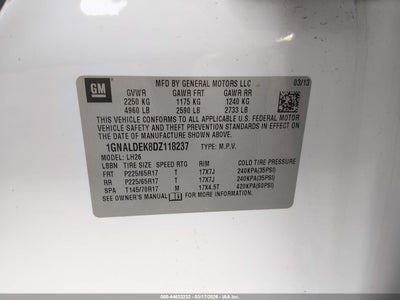 GM
MFD BY GENERAL MOTORS LLC 03/13
GVWR GAWR FRT GAWR RR
2250 KG 1175 KG 1240 KG
4960 LB 2590 LB 2733 LB
THIS VEHICLE CONFORMS TO ALL APPLICABLE U.S. FEDERAL
MOTOR VEHICLE SAFETY, BUMPER, AND THEFT PREVENTION
STANDARDS IN EFFECT ON THE DATE OF MANUFACTURE SHOWN ABOVE.
1GNALDEK8DZ118237 TYPE: M.P.V.
MODEL: LH26
LBBN TIRE SIZE SPEED RTG RIM COLD TIRE PRESSURE
FRT P225/65R17 T 17X7J 240KPA(35PSI)
RR P225/65R17 T 17X7J 240KPA(35PSI)
SPA T145/70R17 M 17X4.5T 420KPA(60PSI)
SEE OWNER'S MANUAL FOR ADDITIONAL INFORMATION.